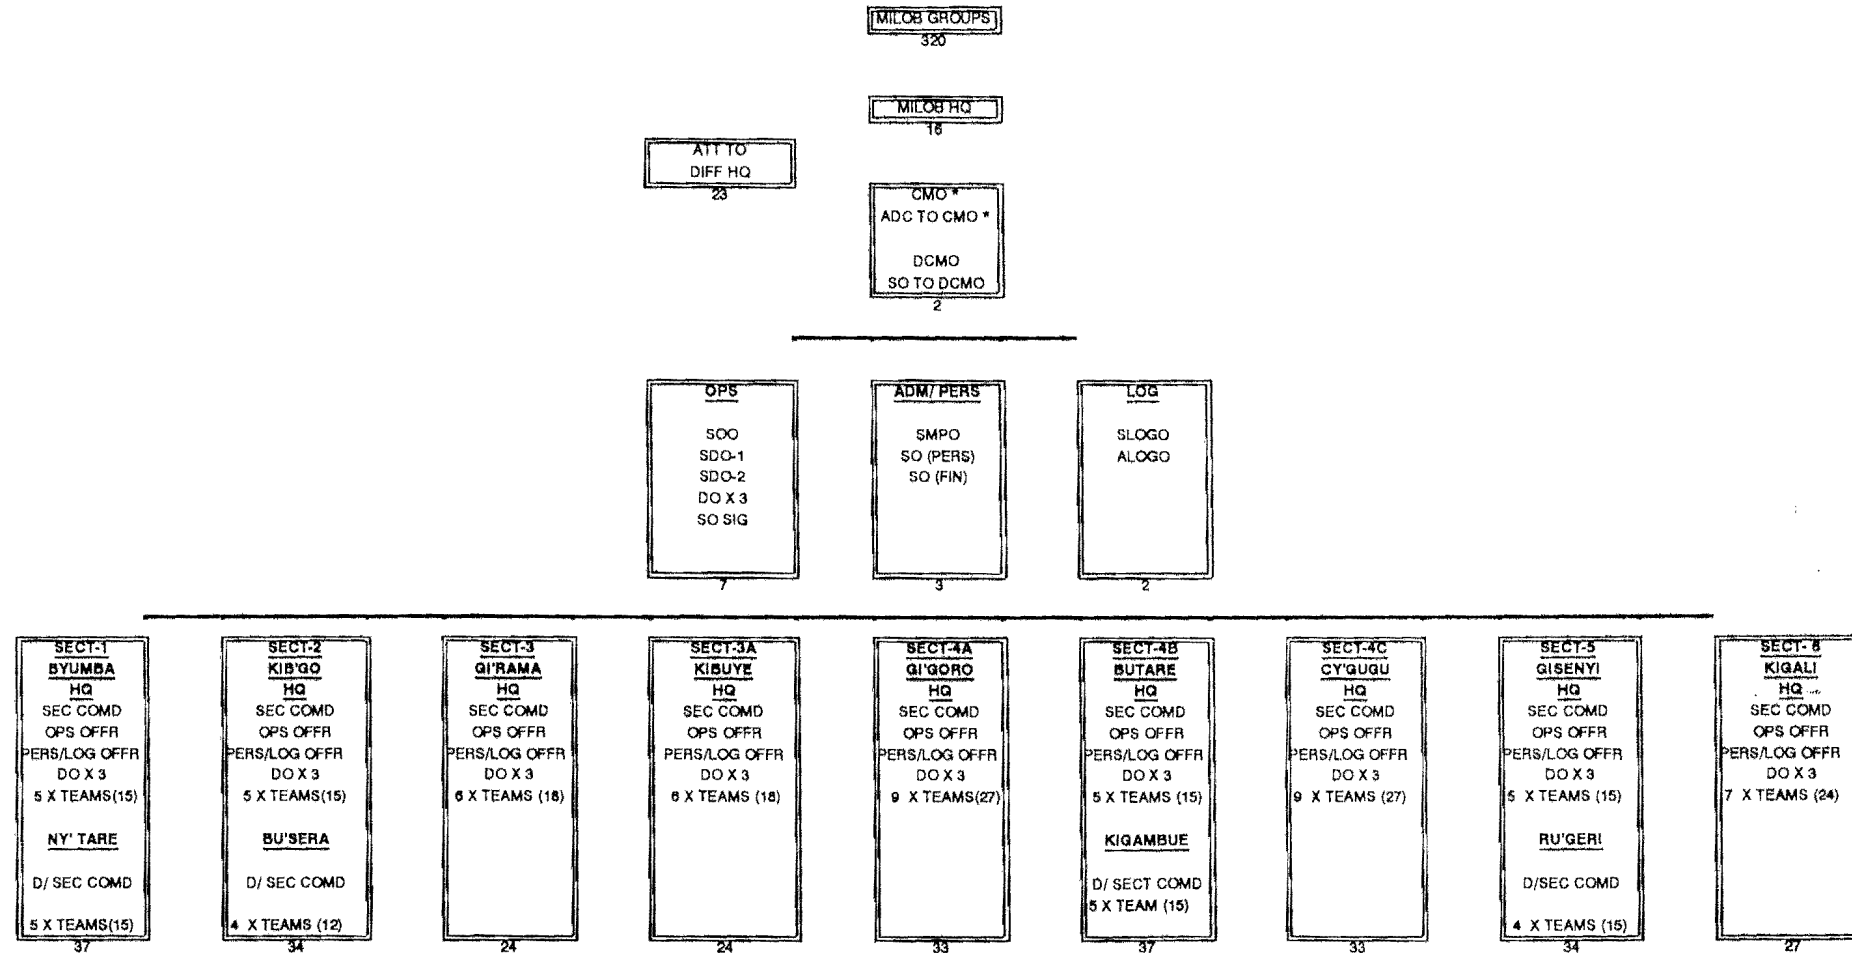 MILOB GROUPS
320
MILOB HQ
16
ATT TO
DIFF HQ
23
CMO *
ADC TO CMO *
DCMO
SO TO DCMO
2
OPS
SOO
SDO-1
SDO-2
DO X 3
SO SIG
7
ADM/ PERS
SMPO
SO (PERS)
SO (FIN)
3
LOG
SLOGO
ALOGO
2
SECT-1
BYUMBA
HQ
SEC COMD
OPS OFFR
PERS/LOG OFFR
DO X 3
5 X TEAMS(15)
NY' TARE
D/ SEC COMD
5 X TEAMS(15)
37
SECT-2
KIB'GO
HQ
SEC COMD
OPS OFFR
PERS/LOG OFFR
DO X 3
5 X TEAMS(15)
BU'SERA
D/ SEC COMD
4 X TEAMS (12)
34
SECT-3
GI'RAMA
HQ
SEC COMD
OPS OFFR
PERS/LOG OFFR
DO X 3
6 X TEAMS (18)
24
SECT-3A
KIBUYE
HQ
SEC COMD
OPS OFFR
PERS/LOG OFFR
DO X 3
6 X TEAMS (18)
24
SECT-4A
GI'GORO
HQ
SEC COMD
OPS OFFR
PERS/LOG OFFR
DO X 3
9 X TEAMS(27)
33
SECT-4B
BUTARE
HQ
SEC COMD
OPS OFFR
PERS/LOG OFFR
DO X 3
5 X TEAMS (15)
KIGAMBUE
D/ SECT COMD
5 X TEAM (15)
37
SECT-4C
CY'GUGU
HQ
SEC COMD
OPS OFFR
PERS/LOG OFFR
DO X 3
9 X TEAMS (27)
33
SECT-5
GISENYI
HQ
SEC COMD
OPS OFFR
PERS/LOG OFFR
DO X 3
5 X TEAMS (15)
RU'GERI
D/SEC COMD
4 X TEAMS (15)
34
SECT- 6
KIGALI
HQ
SEC COMD
OPS OFFR
PERS/LOG OFFR
DO X 3
7 X TEAMS (24)
27